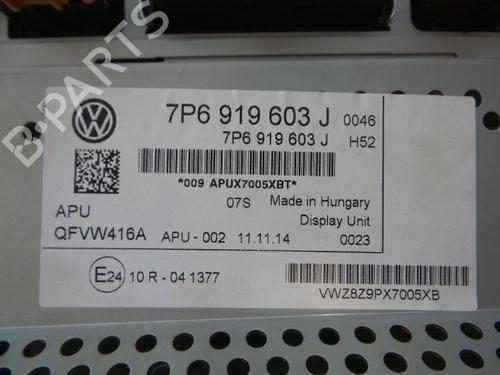 7P6 919 603 J 0046
7P6 919 603 J H52
*009 APUX7005XBT*
07S Made in Hungary
APU Display Unit
QFVW416A APU - 002 11.11.14 0023
E24 10 R - 04 1377
VWZ8Z9PX7005XB
B-PARTS